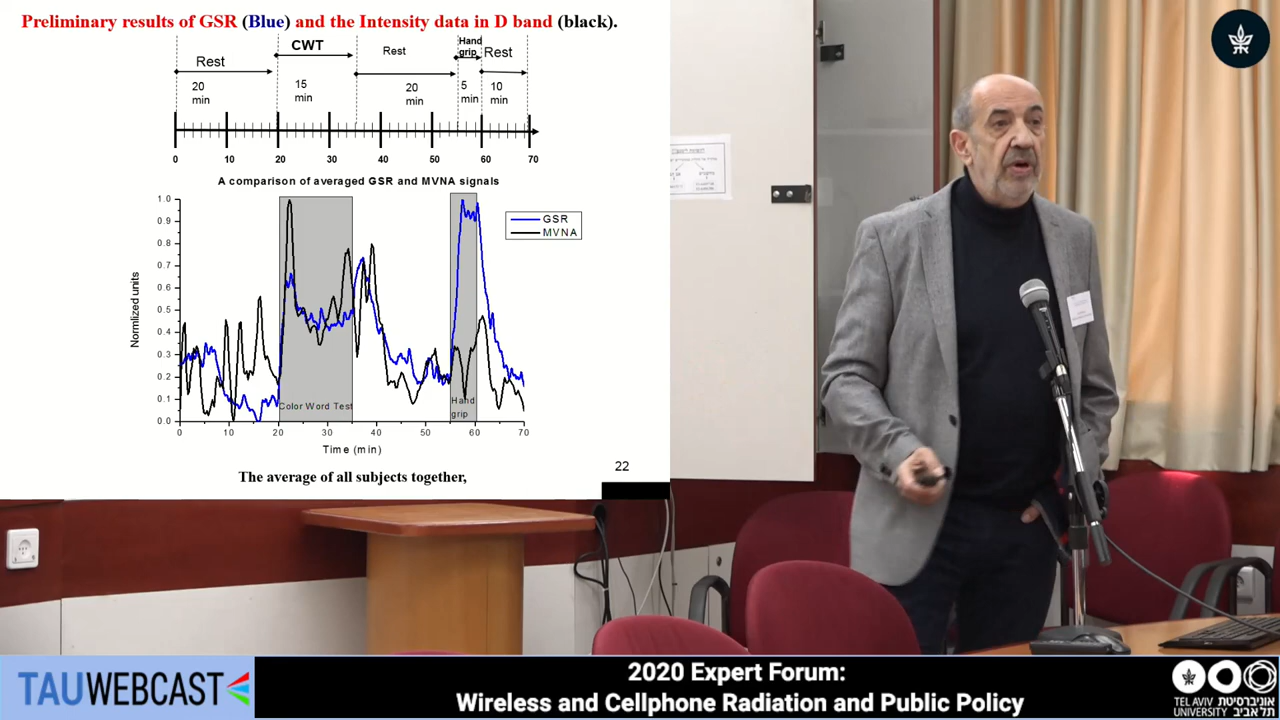 Preliminary results of GSR (Blue) and the Intensity data in D band (black).
Rest
CWT
Rest
Hand
grip
Rest
20
min
15
min
20
min
5
min
10
min
0 10 20 30 40 50 60 70
A comparison of averaged GSR and MVNA signals
1.0
0.9
0.8
0.7
0.6
0.5
0.4
0.3
0.2
0.1
0.0
Normlized units
GSR
MVNA
Color Word Test
Hand
grip
0 10 20 30 40 50 60 70
Time (min)
The average of all subjects together,
22
TAUWEBCAST
2020 Expert Forum:
Wireless and Cellphone Radiation and Public Policy
TEL AVIV אוניברסיטת
UNIVERSITY תל אביב